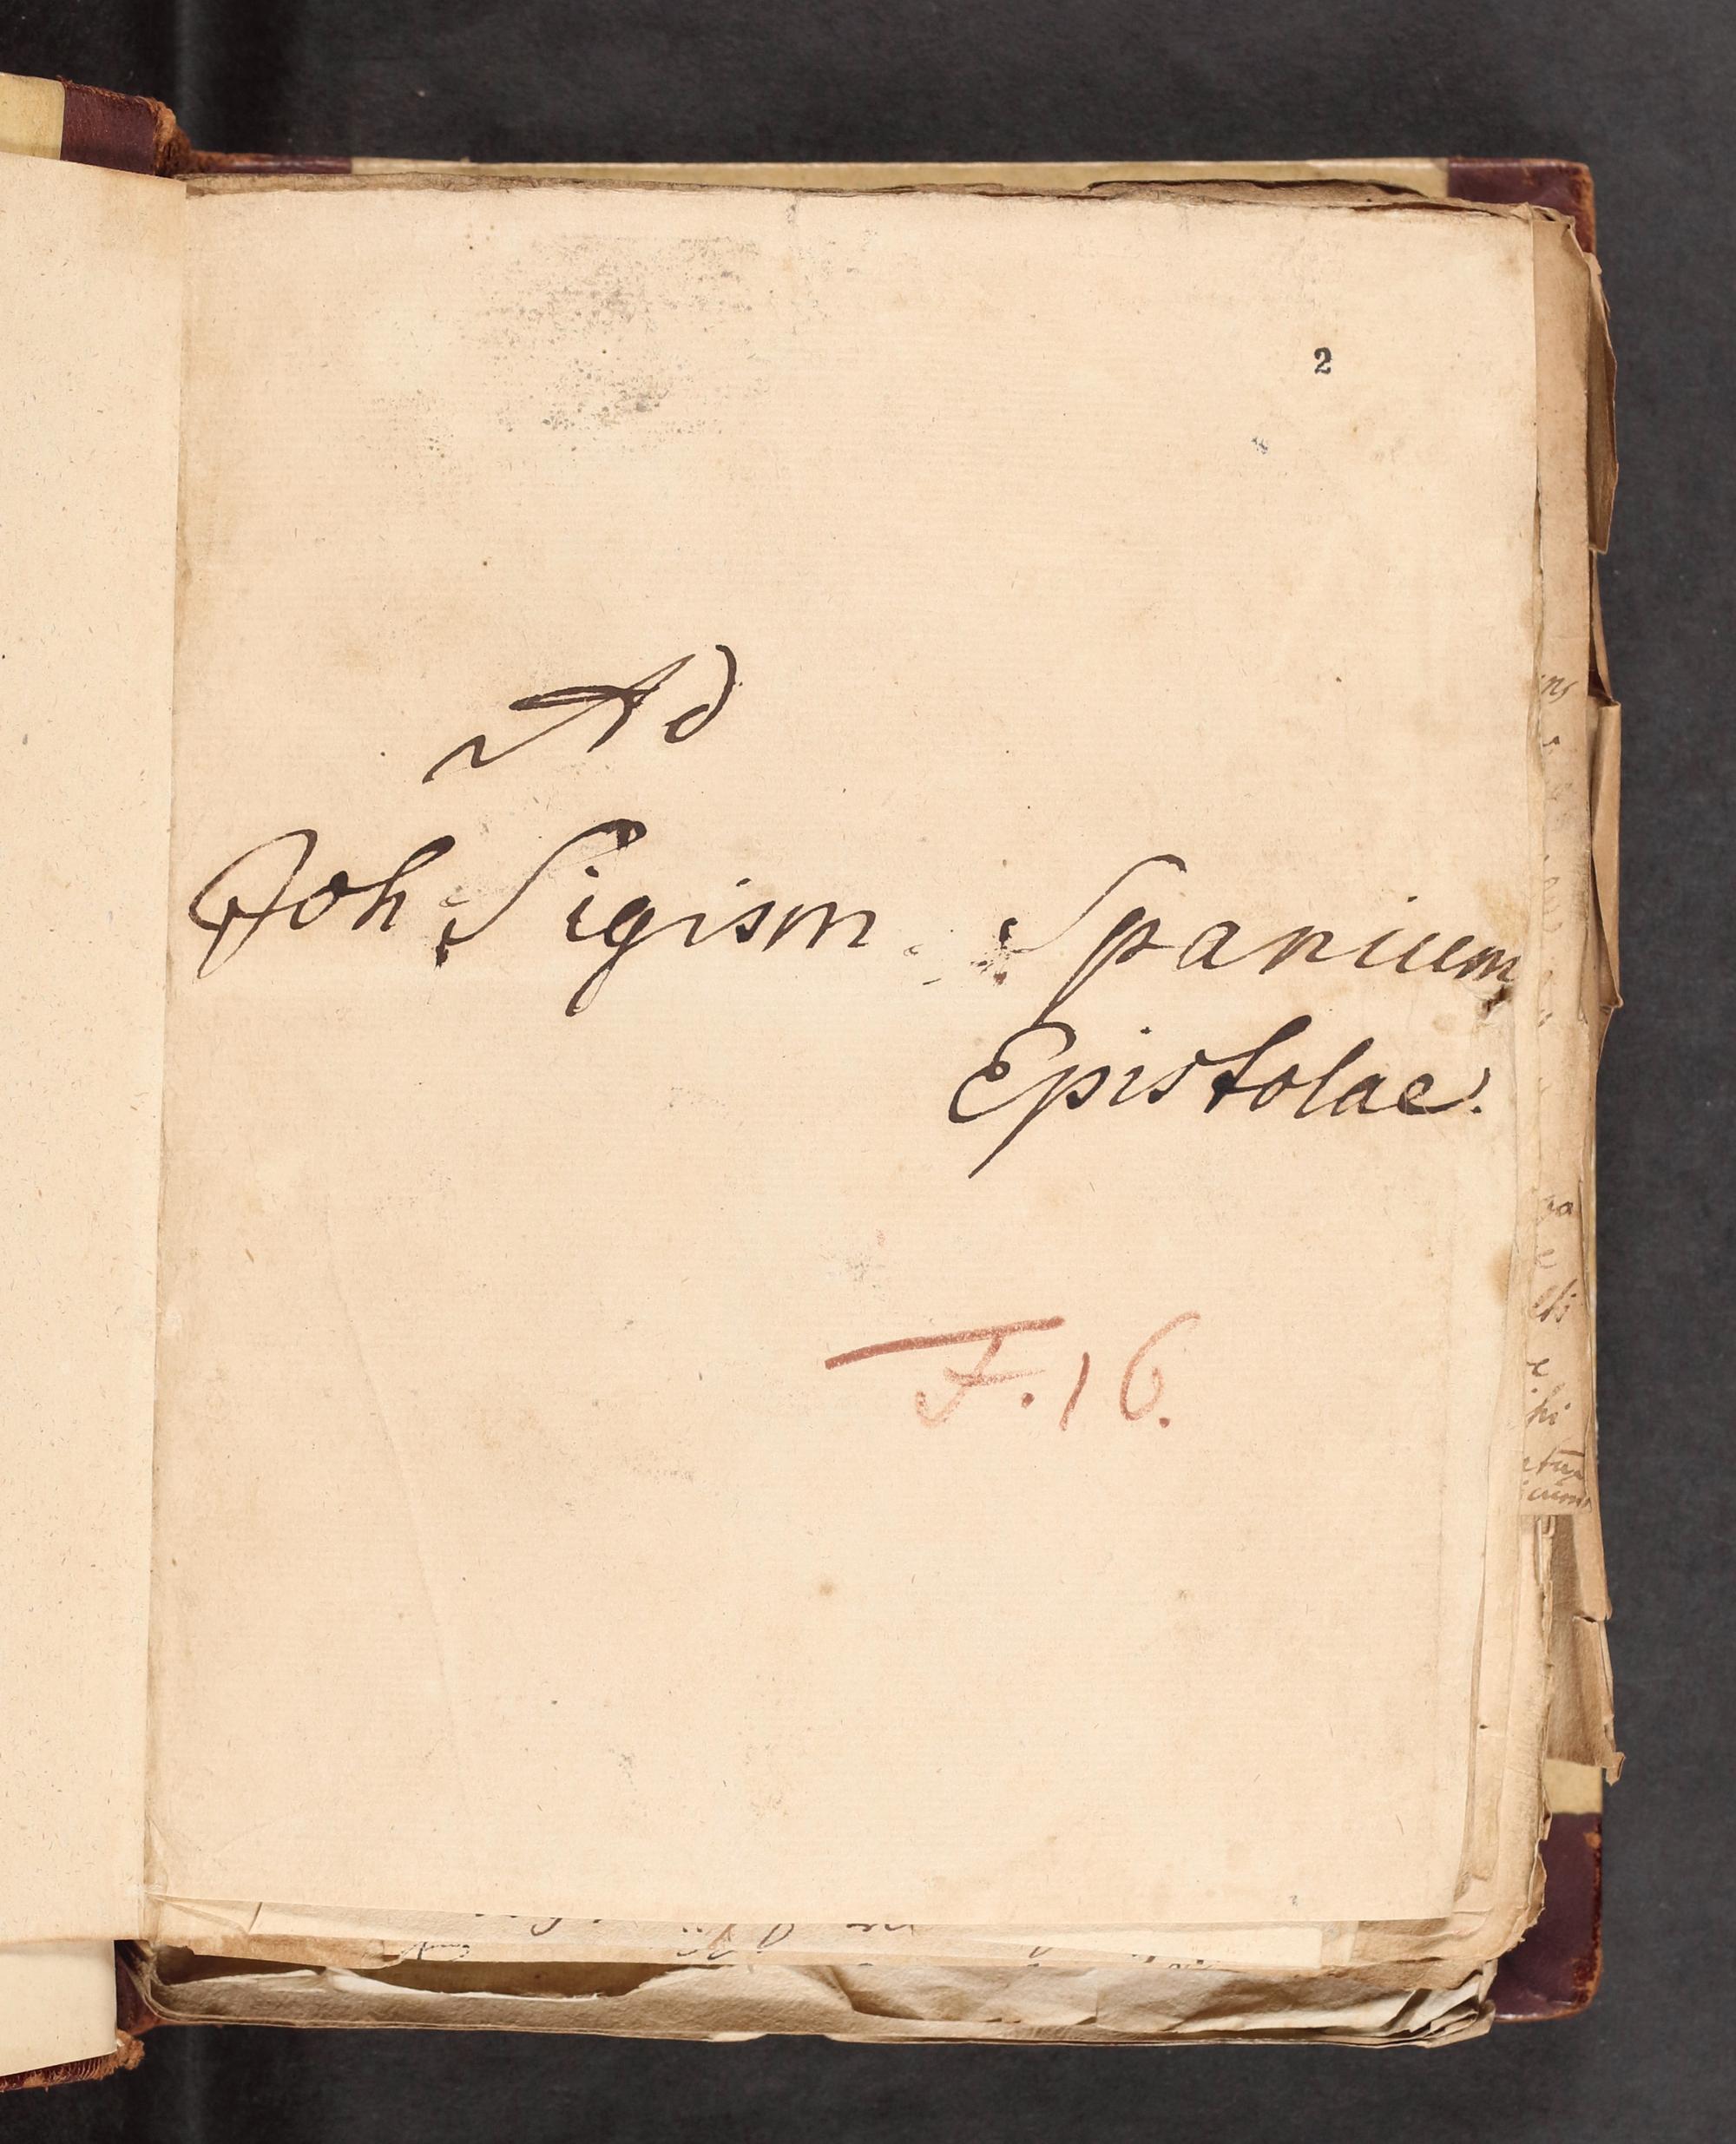 2
Ad
Joh. Sigism. Spanium
Epistolae.
F. 16.